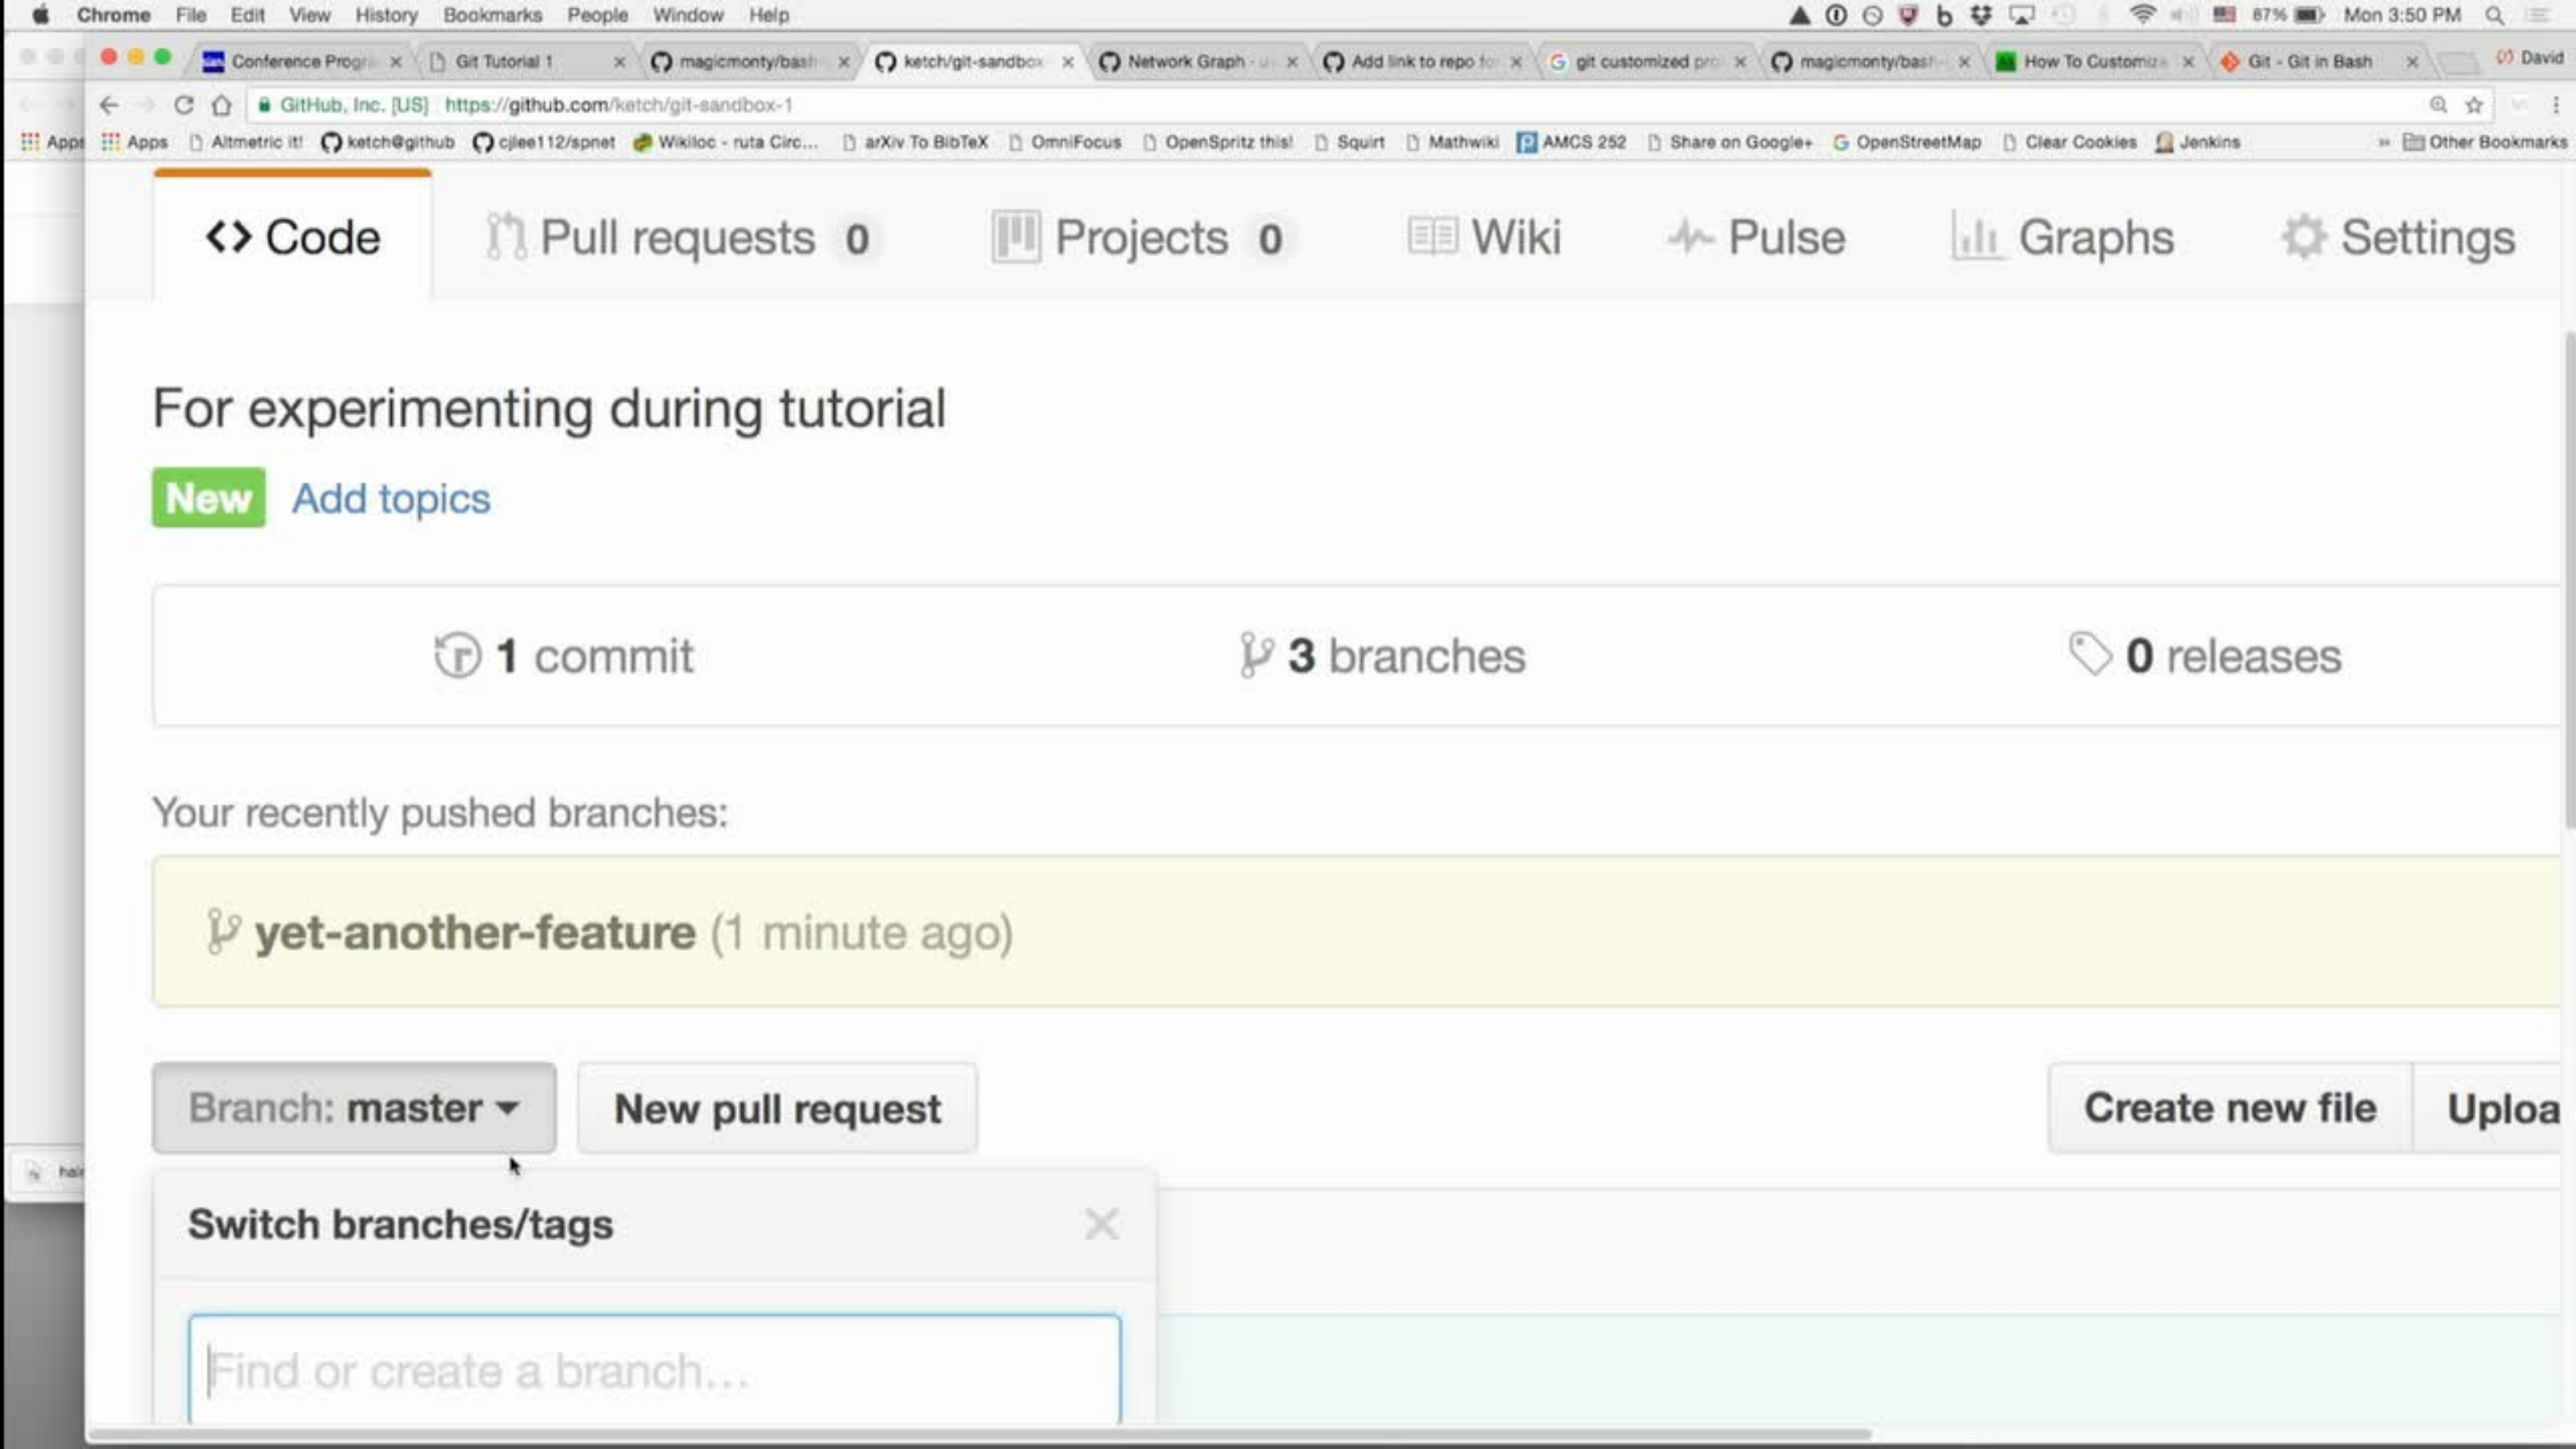 Chrome File Edit View History Bookmarks People Window Help 87% Mon 3:50 PM
Conference Progra Git Tutorial 1 magicmonty/bash ketch/git-sandbox Network Graph - u Add link to repo fo git customized pro magicmonty/bash- How To Customize Git - Git in Bash David
GitHub, Inc. [US] https://github.com/ketch/git-sandbox-1
Apps Apps Altmetric it! ketch@github cjlee112/spnet Wikiloc - ruta Circ... arXiv To BibTeX OmniFocus OpenSpritz this! Squirt Mathwiki AMCS 252 Share on Google+ OpenStreetMap Clear Cookies Jenkins » Other Bookmarks
<> Code Pull requests 0 Projects 0 Wiki Pulse Graphs Settings
For experimenting during tutorial
New Add topics
1 commit 3 branches 0 releases
Your recently pushed branches:
yet-another-feature (1 minute ago)
Branch: master New pull request Create new file Uploa
hair
Switch branches/tags
Find or create a branch...